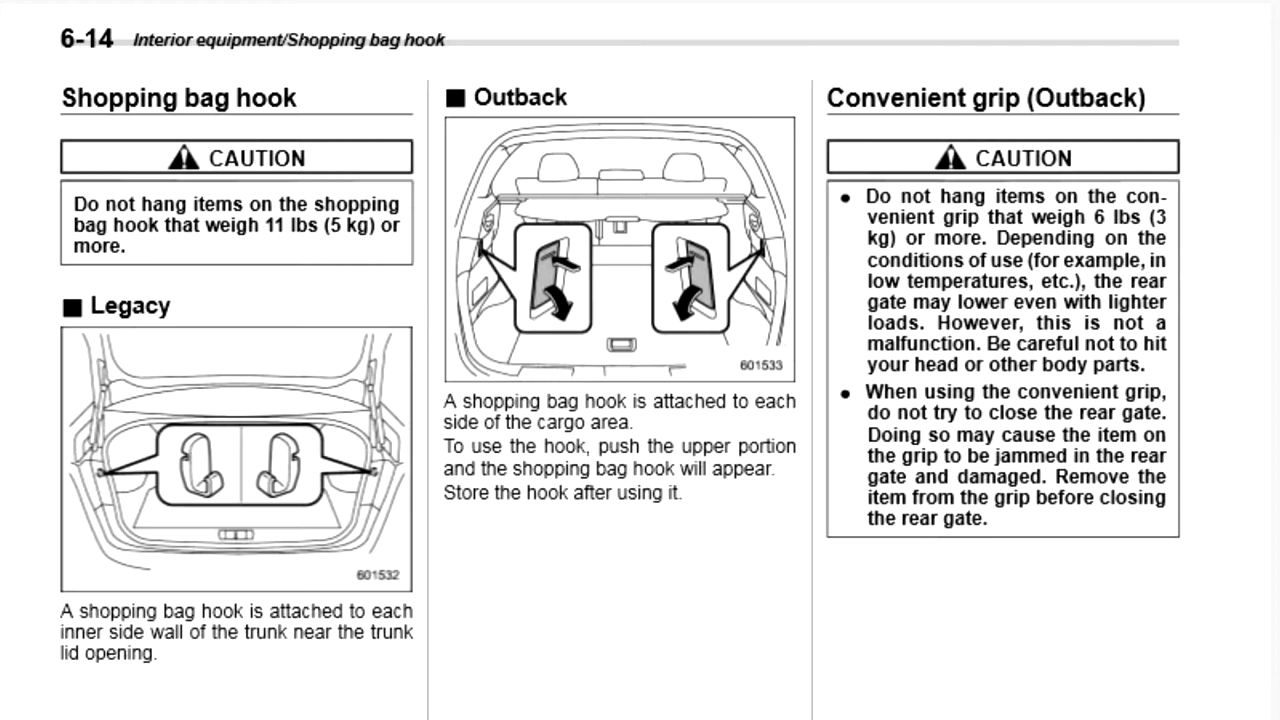 6-14 Interior equipment/Shopping bag hook
Shopping bag hook
CAUTION
Do not hang items on the shopping
bag hook that weigh 11 lbs (5 kg) or
more.
■ Legacy
601532
A shopping bag hook is attached to each
inner side wall of the trunk near the trunk
lid opening.
■ Outback
601533
A shopping bag hook is attached to each
side of the cargo area.
To use the hook, push the upper portion
and the shopping bag hook will appear.
Store the hook after using it.
Convenient grip (Outback)
CAUTION
● Do not hang items on the con-
venient grip that weigh 6 lbs (3
kg) or more. Depending on the
conditions of use (for example, in
low temperatures, etc.), the rear
gate may lower even with lighter
loads. However, this is not a
malfunction. Be careful not to hit
your head or other body parts.
● When using the convenient grip,
do not try to close the rear gate.
Doing so may cause the item on
the grip to be jammed in the rear
gate and damaged. Remove the
item from the grip before closing
the rear gate.